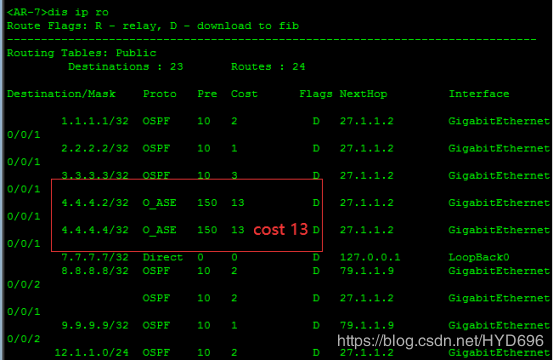 <AR-7>dis ip ro
Route Flags: R - relay, D - download to fib
------------------------------------------------------------------------------
Routing Tables: Public
Destinations : 23 Routes : 24
Destination/Mask Proto Pre Cost Flags NextHop Interface
1.1.1.1/32 OSPF 10 2 D 27.1.1.2 GigabitEthernet
0/0/1
2.2.2.2/32 OSPF 10 1 D 27.1.1.2 GigabitEthernet
0/0/1
3.3.3.3/32 OSPF 10 3 D 27.1.1.2 GigabitEthernet
0/0/1
4.4.4.2/32 O_ASE 150 13 D 27.1.1.2 GigabitEthernet
0/0/1
4.4.4.4/32 O_ASE 150 13 cost 13 D 27.1.1.2 GigabitEthernet
0/0/1
7.7.7.7/32 Direct 0 0 D 127.0.0.1 LoopBack0
8.8.8.8/32 OSPF 10 2 D 79.1.1.9 GigabitEthernet
0/0/2
OSPF 10 2 D 27.1.1.2 GigabitEthernet
0/0/1
9.9.9.9/32 OSPF 10 1 D 79.1.1.9 GigabitEthernet
0/0/2
12.1.1.0/24 OSPF 10 2 D 27.1.1.2 GigabitEthernet
https://blog.csdn.net/HYD696